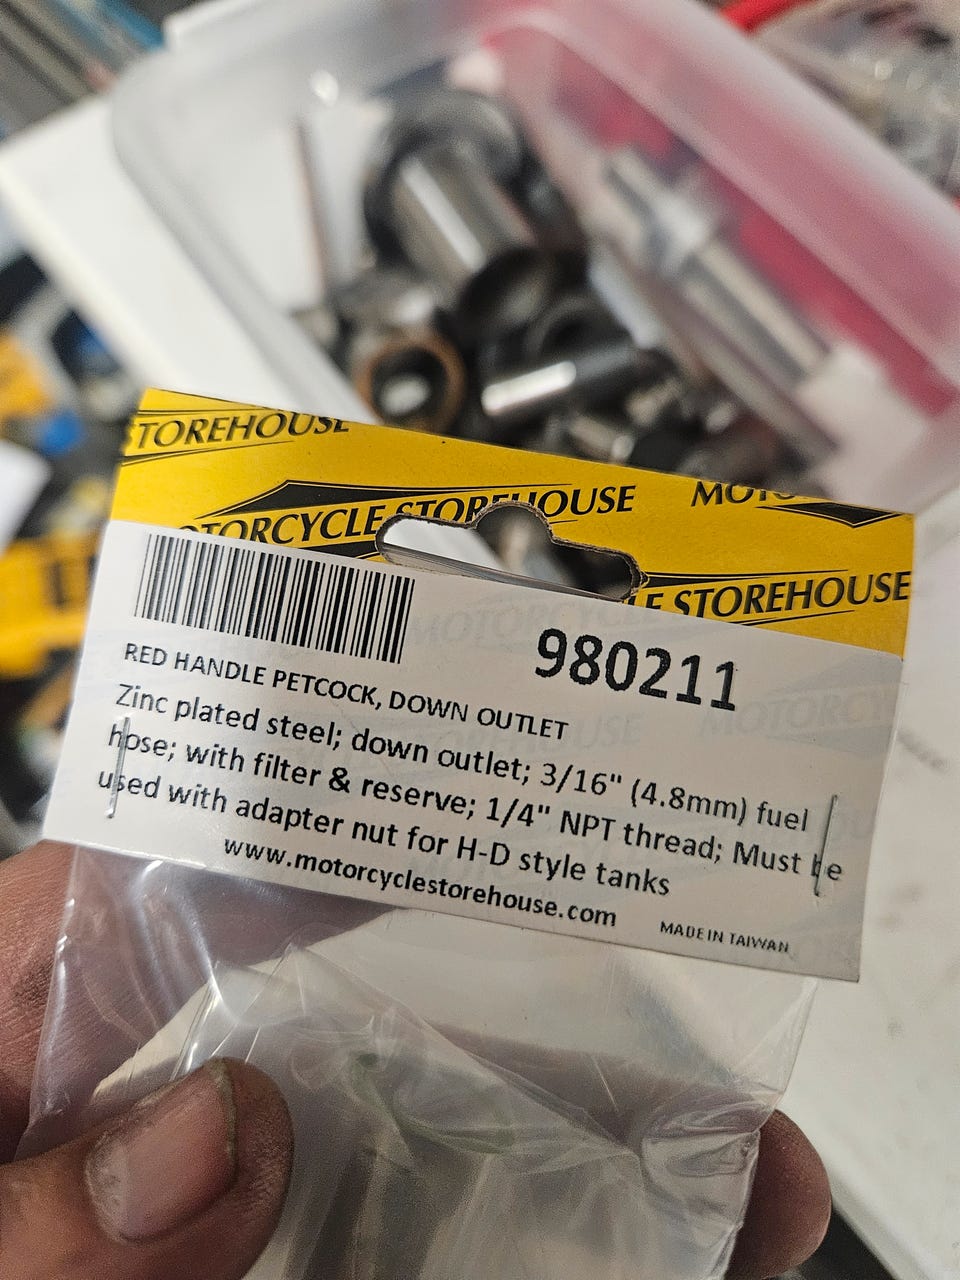 STOREHOUSE
MOTORCYCLE STOREHOUSE
STOREHOUSE
980211
RED HANDLE PETCOCK, DOWN OUTLET
Zinc plated steel; down outlet; 3/16" (4.8mm) fuel
hose; with filter & reserve; 1/4" NPT thread; Must be
used with adapter nut for H-D style tanks
www.motorcyclestorehouse.com
MADE IN TAIWAN